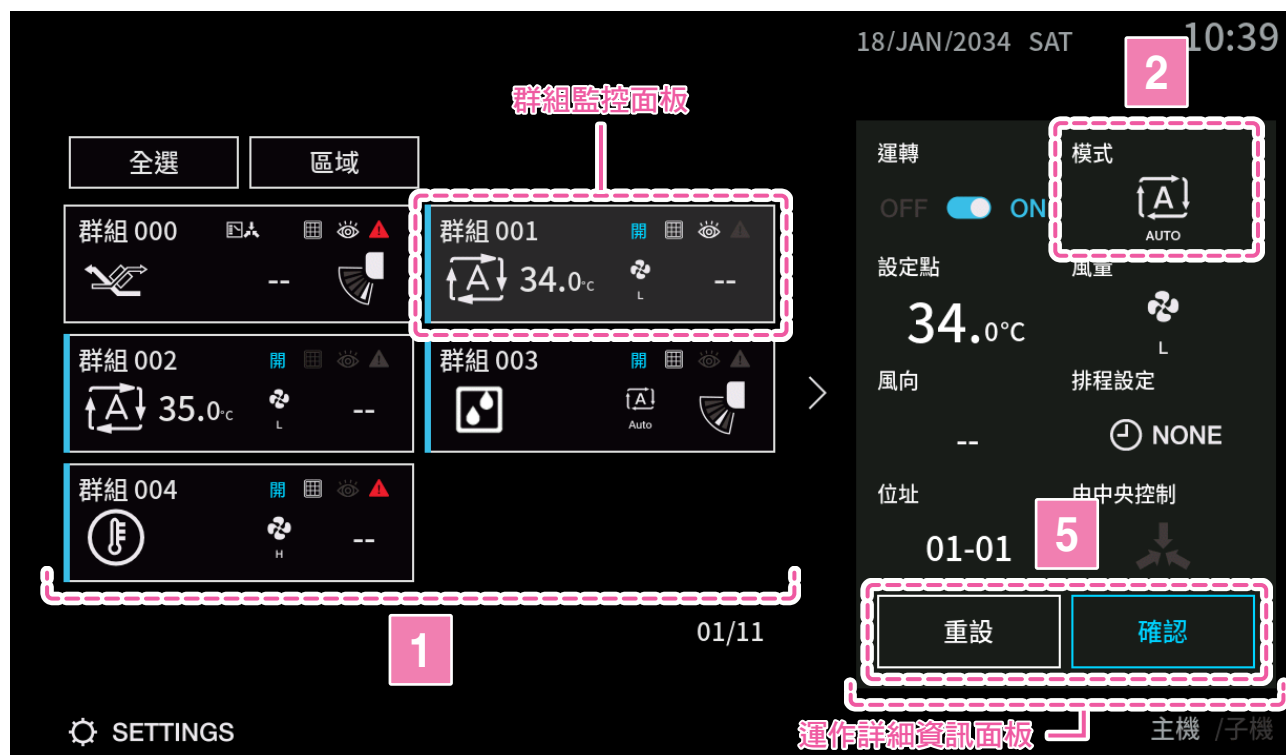 18/JAN/2034 SAT 10:39
2
群組監控面板
全選 區域
群組 000
--
群組 001 開
A 34.0°C L --
群組 002 開
A 35.0°C L --
群組 003 開
A Auto
群組 004 開
H --
01/11
1
運轉 模式
OFF ON A
AUTO
設定點 風量
34.0°C L
風向 排程設定
-- NONE
位址 由中央控制
01-01
5
重設 確認
運作詳細資訊面板
SETTINGS
主機 /子機